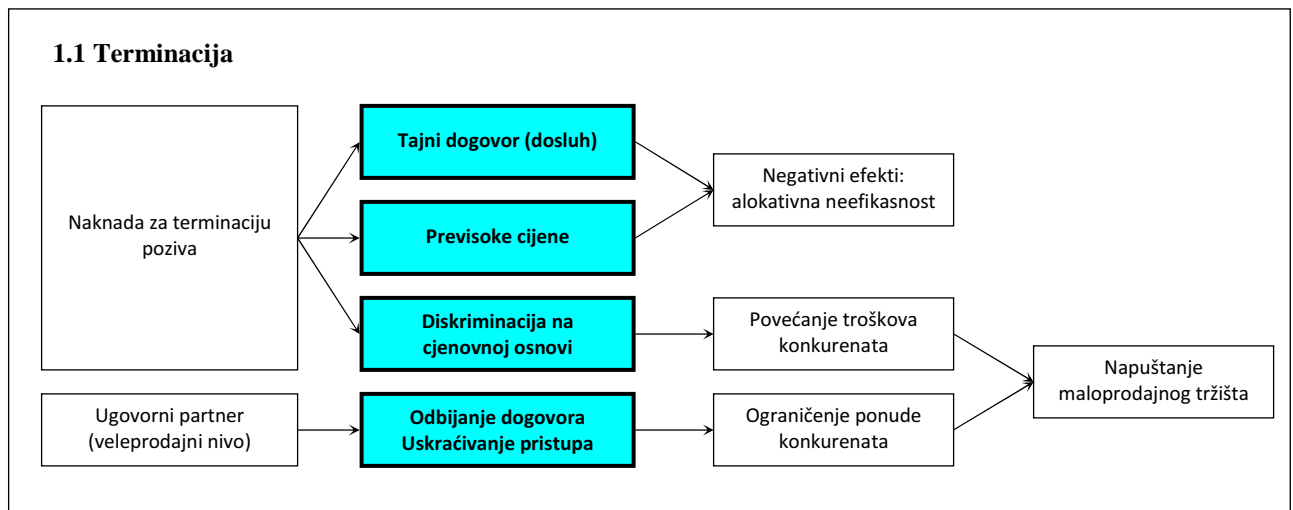 1.1 Terminacija
Naknada za terminaciju
poziva
Tajni dogovor (dosluh)
Previsoke cijene
Negativni efekti:
alokativna neefikasnost
Diskriminacija na
cjenovnoj osnovi
Povećanje troškova
konkurenata
Ugovorni partner
(veleprodajni nivo)
Odbijanje dogovora
Uskraćivanje pristupa
Ograničenje ponude
konkurenata
Napuštanje
maloprodajnog tržišta